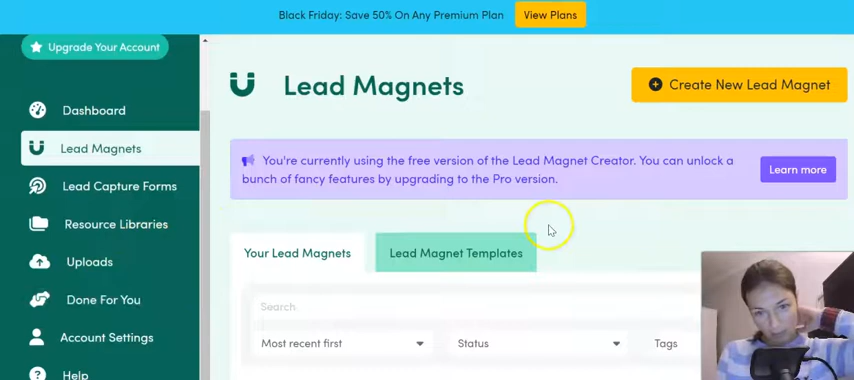 Black Friday: Save 50% On Any Premium Plan
View Plans
Upgrade Your Account
Dashboard
Lead Magnets
Lead Capture Forms
Resource Libraries
Uploads
Done For You
Account Settings
Help
Lead Magnets
Create New Lead Magnet
You're currently using the free version of the Lead Magnet Creator. You can unlock a
bunch of fancy features by upgrading to the Pro version.
Learn more
Your Lead Magnets
Lead Magnet Templates
Search
Most recent first
Status
Tags